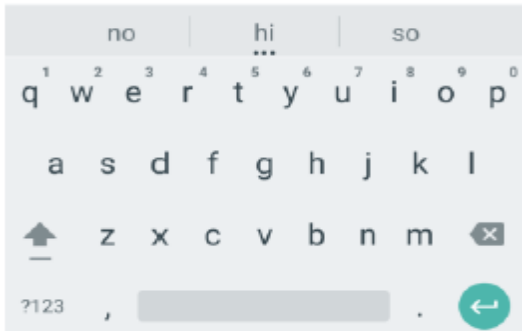 no hi so
1 2 3 4 5 6 7 8 9 0
q w e r t y u i o p
a s d f g h j k l
z x c v b n m
?123 , .